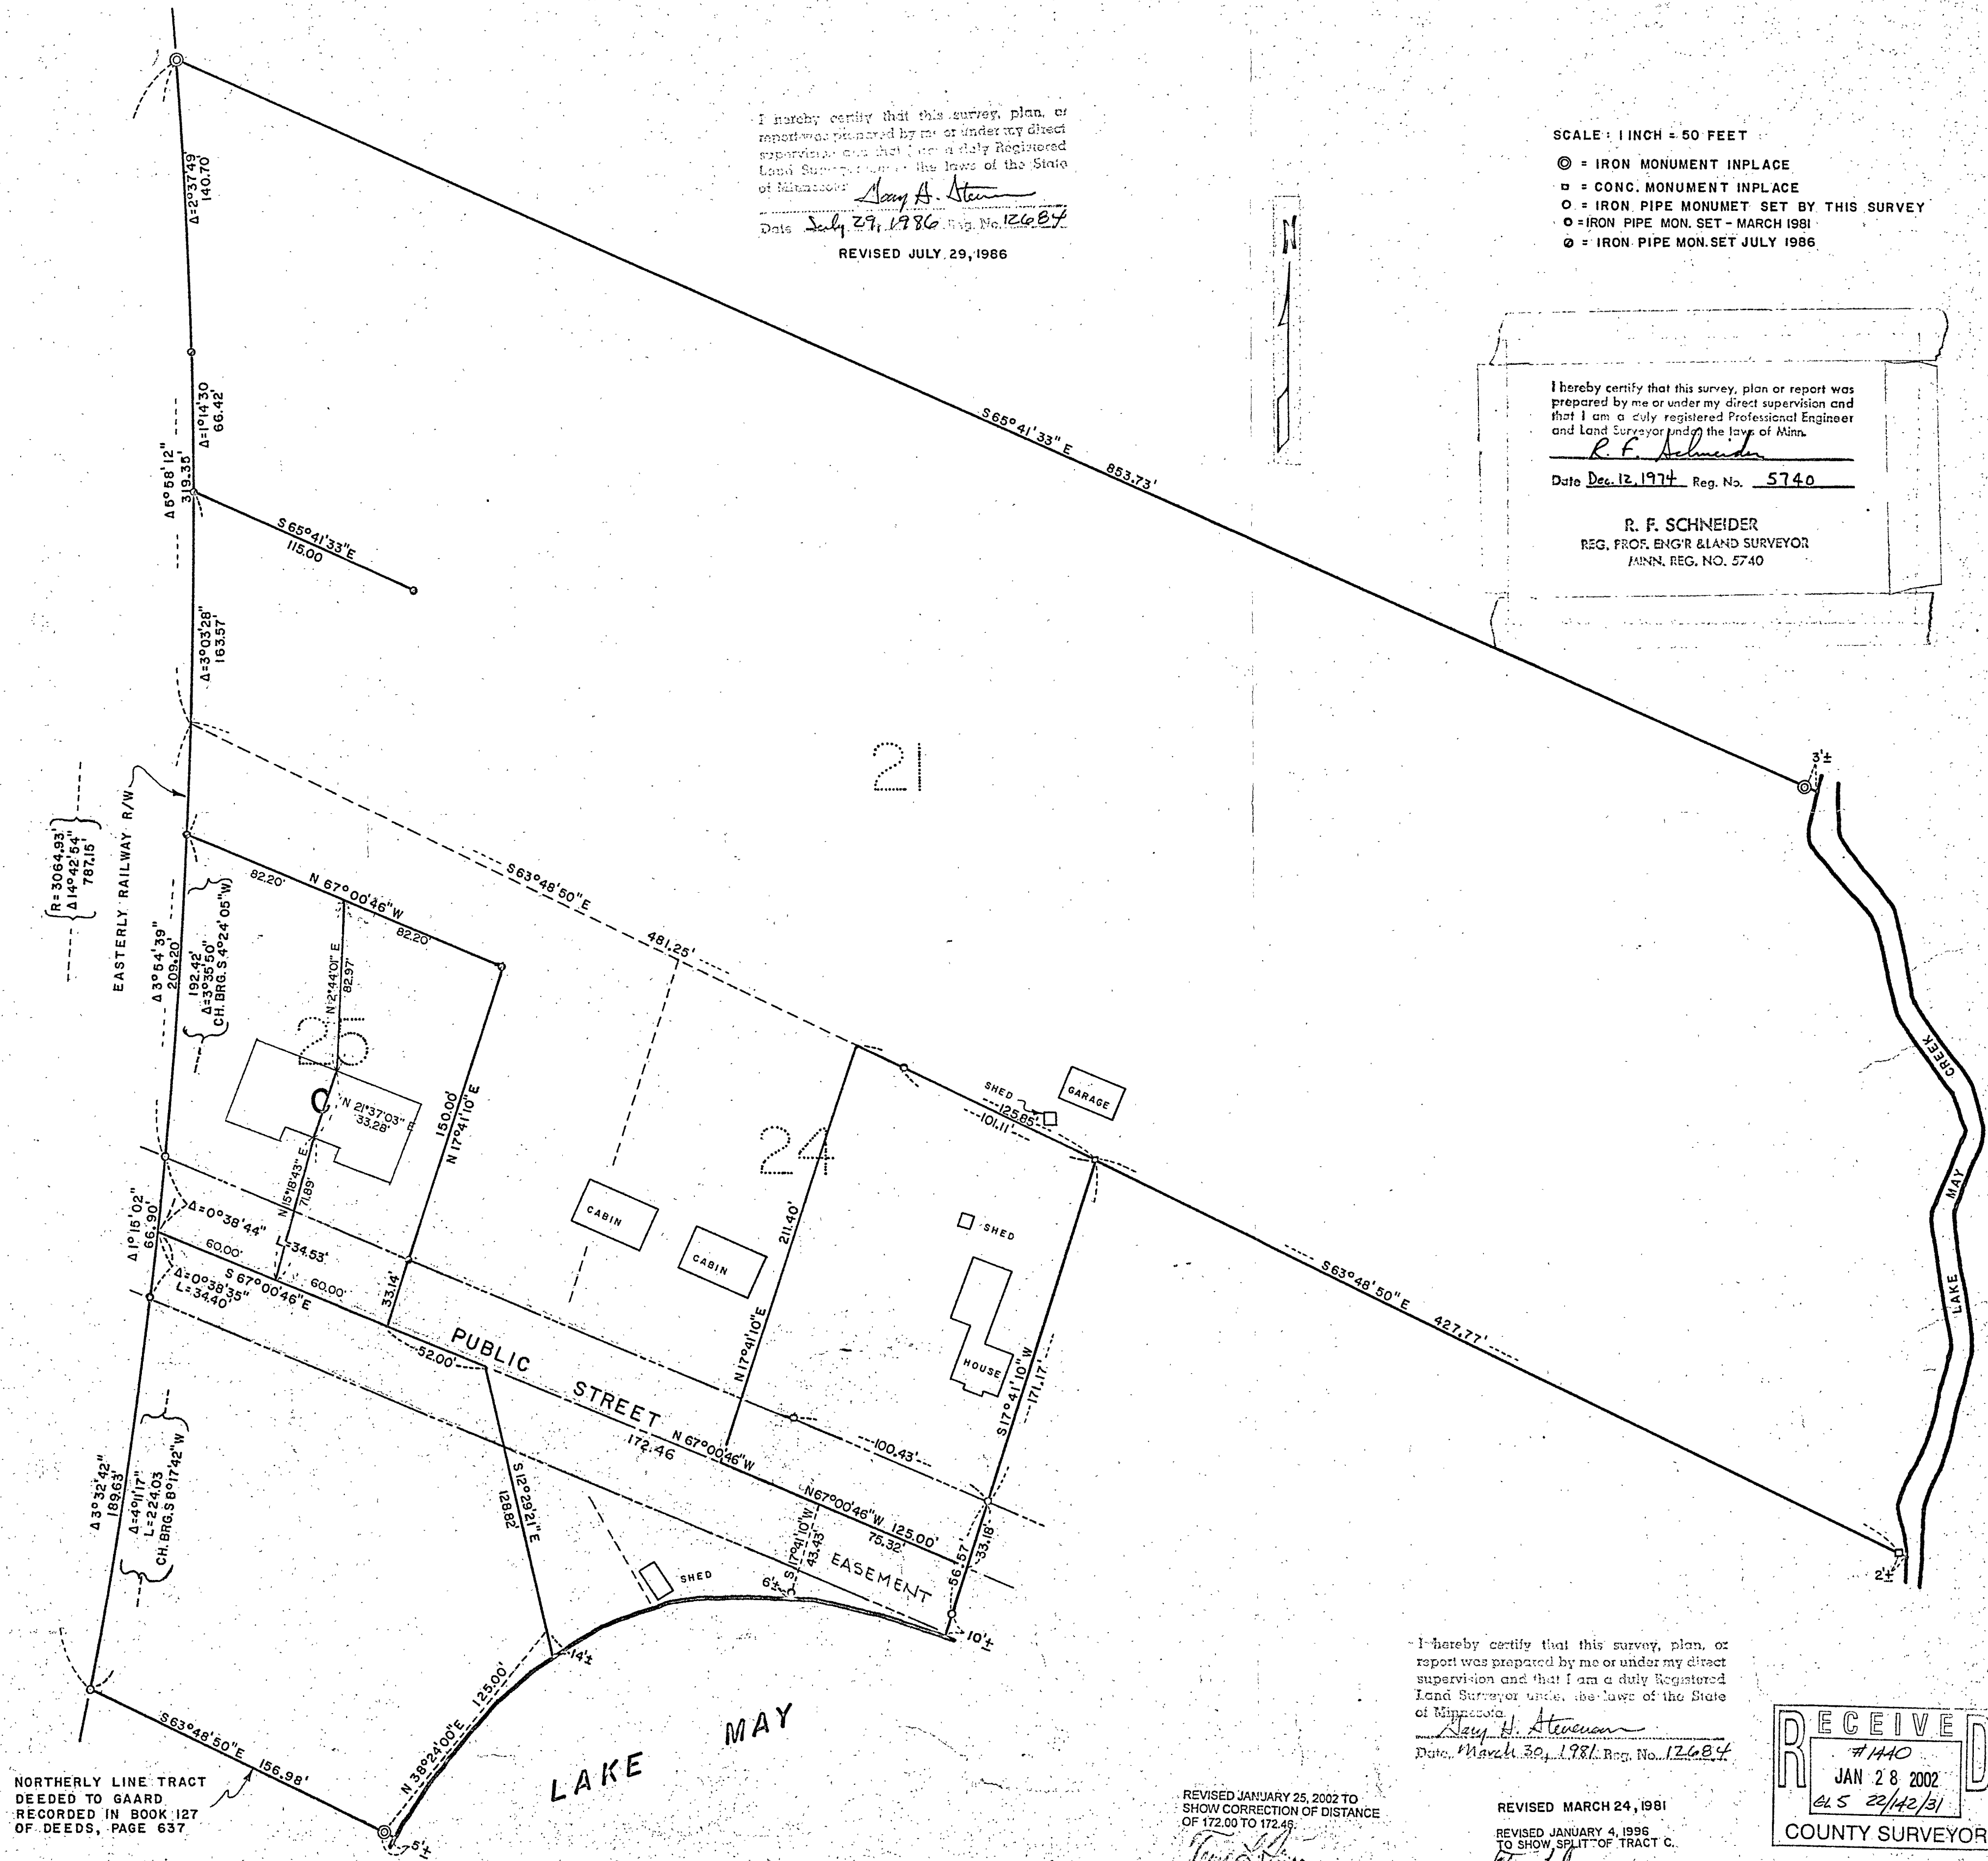 I hereby certify that this survey, plan, or
report was prepared by me or under my direct
supervision and that I am a duly Registered
Land Surveyor under the laws of the State
of Minnesota
Date July 29, 1986 Reg. No. 12684
REVISED JULY 29, 1986
N
SCALE : 1 INCH = 50 FEET
= IRON MONUMENT INPLACE
= CONC. MONUMENT INPLACE
= IRON PIPE MONUMET SET BY THIS SURVEY
= IRON PIPE MON. SET - MARCH 1981
= IRON PIPE MON. SET JULY 1986
I hereby certify that this survey, plan or report was
prepared by me or under my direct supervision and
that I am a duly registered Professional Engineer
and Land Surveyor under the laws of Minn.
R. F. Schneider
Date Dec. 12, 1974 Reg. No. 5740
R. F. SCHNEIDER
REG. PROF. ENG'R & LAND SURVEYOR
MINN. REG. NO. 5740
Δ=2°37'49"
140.70'
Δ=1°14'30
66.42'
Δ5°58'12"
319.35'
S65°41'33"E 853.73'
S65°41'33"E
115.00
Δ=3°03'28"
163.57'
21
3'±
R=3064.93'
Δ14°42'54"
787.15'
EASTERLY RAILWAY R/W
82.20' N 67°00'46"W
82.20'
S63°48'50"E 481.25'
Δ3°54'39"
209.20'
192.42'
Δ=3°35'50"
CH. BRG. S 4°24'05"W
N 2°44'01" E
82.97'
25
C
N 21°37'03" E
33.28'
150.00'
N 17°41'10"E
N 15°18'43" E
71.89'
24
SHED
GARAGE
125.85'
101.11'
CABIN
CABIN
211.40'
N17°41'10"E
SHED
HOUSE
S17°41'10"W
171.17'
S63°48'50"E 427.77'
LAKE MAY CREEK
2'±
Δ1°15'02"
66.90'
Δ=0°38'44"
L=34.53'
60.00'
S 67°00'46"E
60.00'
Δ=0°38'35"
L=34.40'
33.14'
52.00'
PUBLIC STREET
172.46
N 67°00'46"W
100.43'
N67°00'46"W 125.00'
75.32'
S 17°41'10"W
43.43'
EASEMENT
56.57'
33.18'
6'±
10'±
S12°29'21"E
128.82'
SHED
14'±
Δ3°32'42"
189.63'
Δ=4°11'17"
L=224.03
CH. BRG. S 8°17'42"W
125.00'
N 38°24'00"E
S63°48'50"E 156.98'
5'±
LAKE MAY
NORTHERLY LINE TRACT
DEEDED TO GAARD
RECORDED IN BOOK 127
OF DEEDS, PAGE 637
REVISED JANUARY 25, 2002 TO
SHOW CORRECTION OF DISTANCE
OF 172.00 TO 172.46.
I hereby certify that this survey, plan, or
report was prepared by me or under my direct
supervision and that I am a duly Registered
Land Surveyor under the laws of the State
of Minnesota
Date March 30, 1981 Reg. No. 12684
REVISED MARCH 24, 1981
REVISED JANUARY 4, 1996
TO SHOW SPLIT OF TRACT C.
RECEIVED
#1440
JAN 28 2002
GL 5 22/142/31
COUNTY SURVEYOR